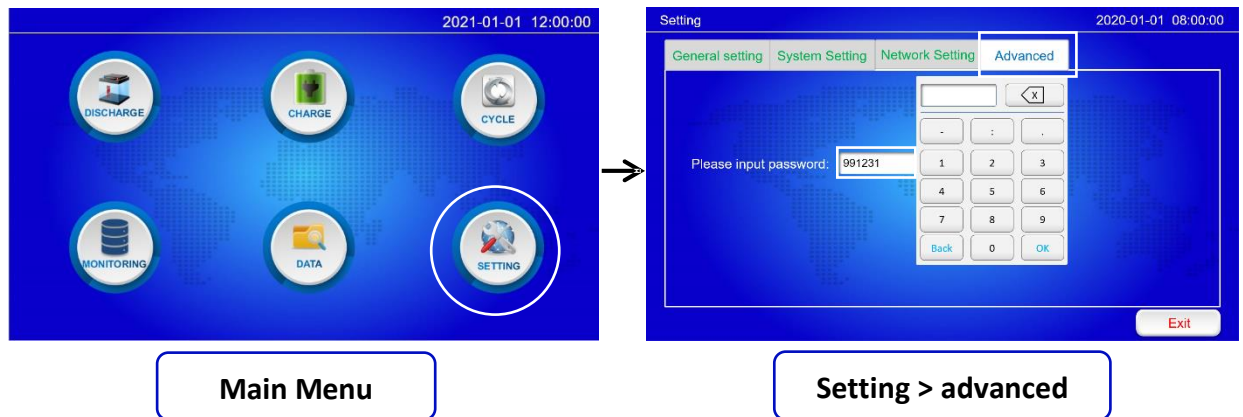 2021-01-01 12:00:00
DISCHARGE
CHARGE
CYCLE
MONITORING
DATA
SETTING
Main Menu
Setting
2020-01-01 08:00:00
General setting
System Setting
Network Setting
Advanced
X
- : .
Please input password: 991231
1 2 3
4 5 6
7 8 9
Back 0 OK
Exit
Setting > advanced